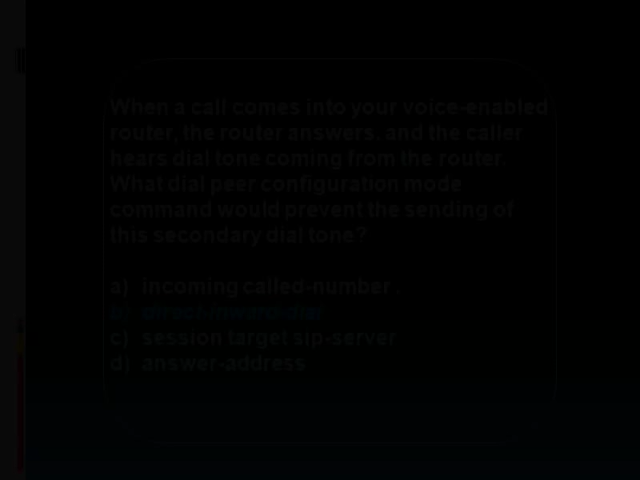 When a call comes into your voice-enabled
router, the router answers, and the caller
hears dial tone coming from the router.
What dial peer configuration mode
command would prevent the sending of
this secondary dial tone?
a) incoming called-number .
b) direct-inward-dial
c) session target sip-server
d) answer-address